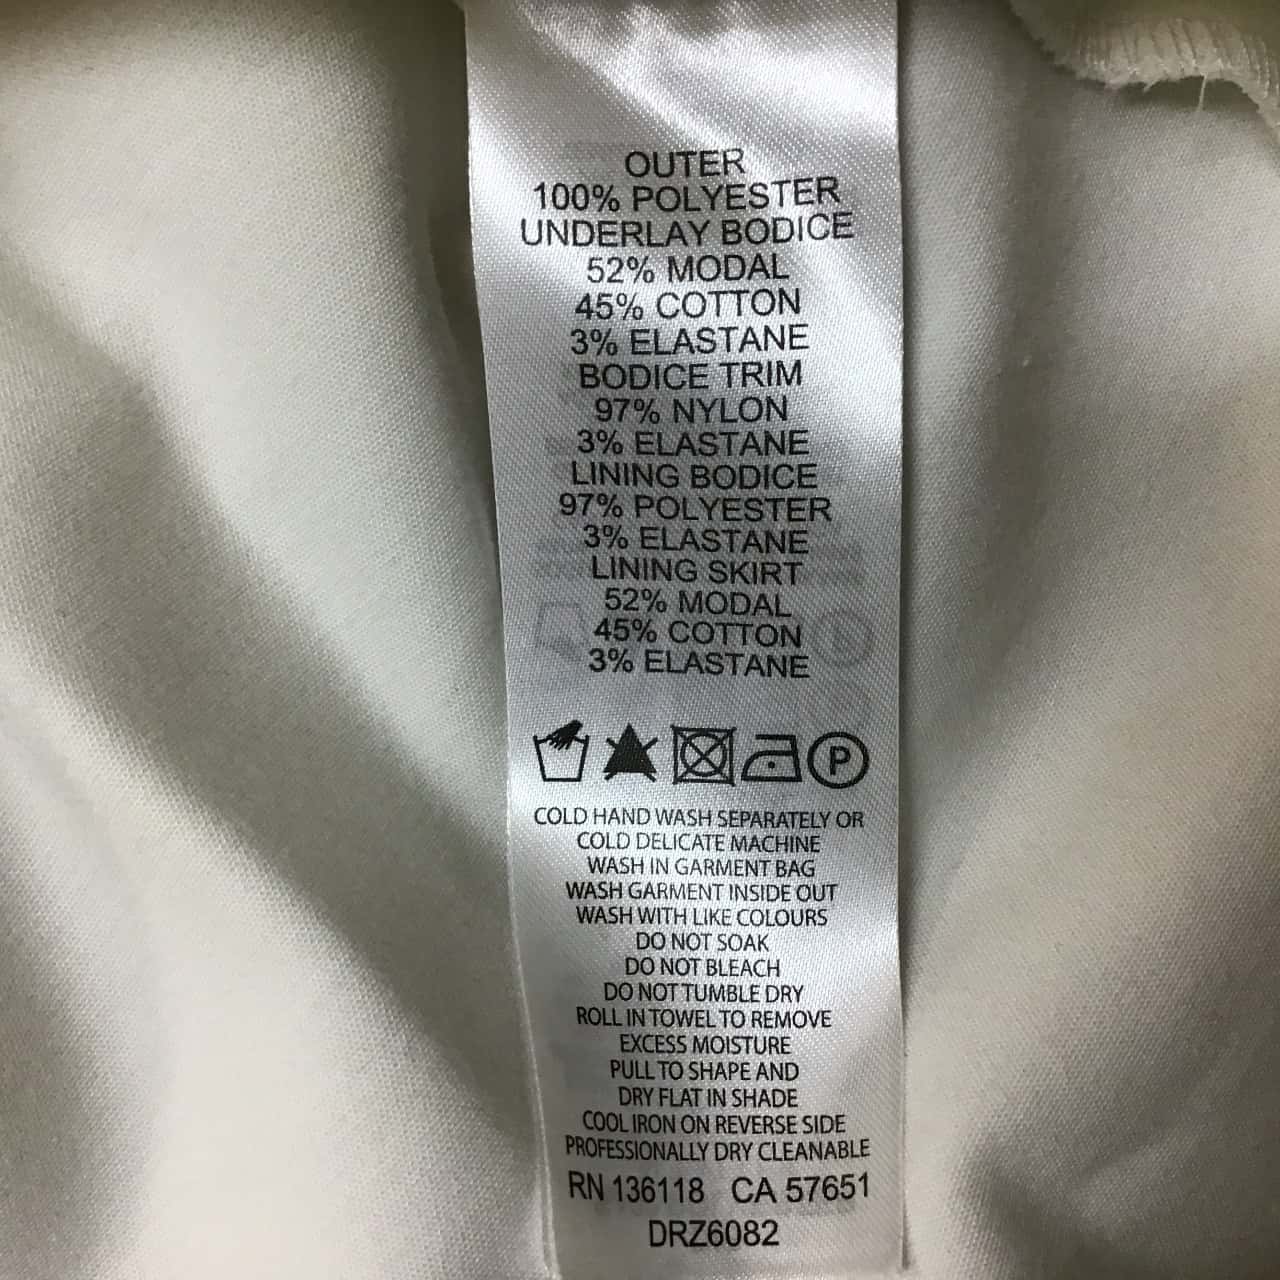 OUTER
100% POLYESTER
UNDERLAY BODICE
52% MODAL
45% COTTON
3% ELASTANE
BODICE TRIM
97% NYLON
3% ELASTANE
LINING BODICE
97% POLYESTER
3% ELASTANE
LINING SKIRT
52% MODAL
45% COTTON
3% ELASTANE
P
COLD HAND WASH SEPARATELY OR
COLD DELICATE MACHINE
WASH IN GARMENT BAG
WASH GARMENT INSIDE OUT
WASH WITH LIKE COLOURS
DO NOT SOAK
DO NOT BLEACH
DO NOT TUMBLE DRY
ROLL IN TOWEL TO REMOVE
EXCESS MOISTURE
PULL TO SHAPE AND
DRY FLAT IN SHADE
COOL IRON ON REVERSE SIDE
PROFESSIONALLY DRY CLEANABLE
RN 136118 CA 57651
DRZ6082